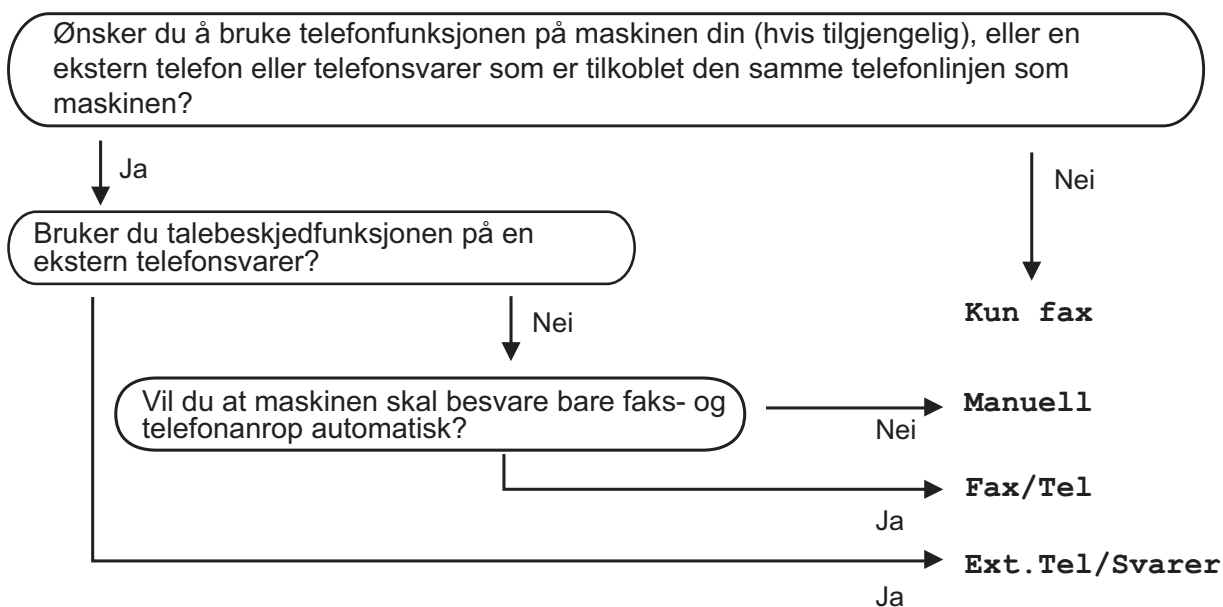 Ønsker du å bruke telefonfunksjonen på maskinen din (hvis tilgjengelig), eller en
ekstern telefon eller telefonsvarer som er tilkoblet den samme telefonlinjen som
maskinen?
Ja
Nei
Bruker du talebeskjedfunksjonen på en
ekstern telefonsvarer?
Nei
Kun fax
Vil du at maskinen skal besvare bare faks- og
telefonanrop automatisk?
Nei
Manuell
Ja
Fax/Tel
Ja
Ext.Tel/Svarer